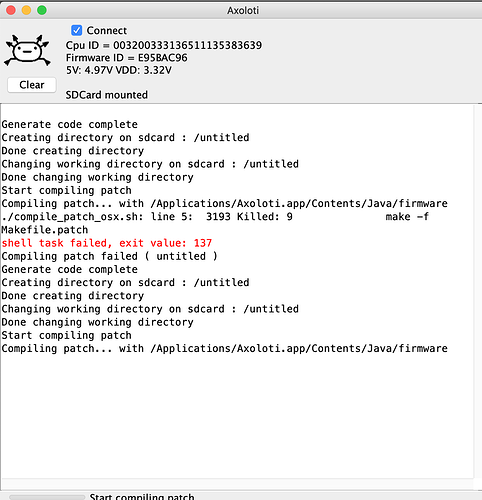 Axoloti
Connect
Cpu ID = 003200333136511135383639
Firmware ID = E95BAC96
5V: 4.97V VDD: 3.32V
Clear
SDCard mounted
Generate code complete
Creating directory on sdcard : /untitled
Done creating directory
Changing working directory on sdcard : /untitled
Done changing working directory
Start compiling patch
Compiling patch... with /Applications/Axoloti.app/Contents/Java/firmware
./compile_patch_osx.sh: line 5:  3193 Killed: 9               make -f
Makefile.patch
shell task failed, exit value: 137
Compiling patch failed ( untitled )
Generate code complete
Creating directory on sdcard : /untitled
Done creating directory
Changing working directory on sdcard : /untitled
Done changing working directory
Start compiling patch
Compiling patch... with /Applications/Axoloti.app/Contents/Java/firmware
Start compiling patch